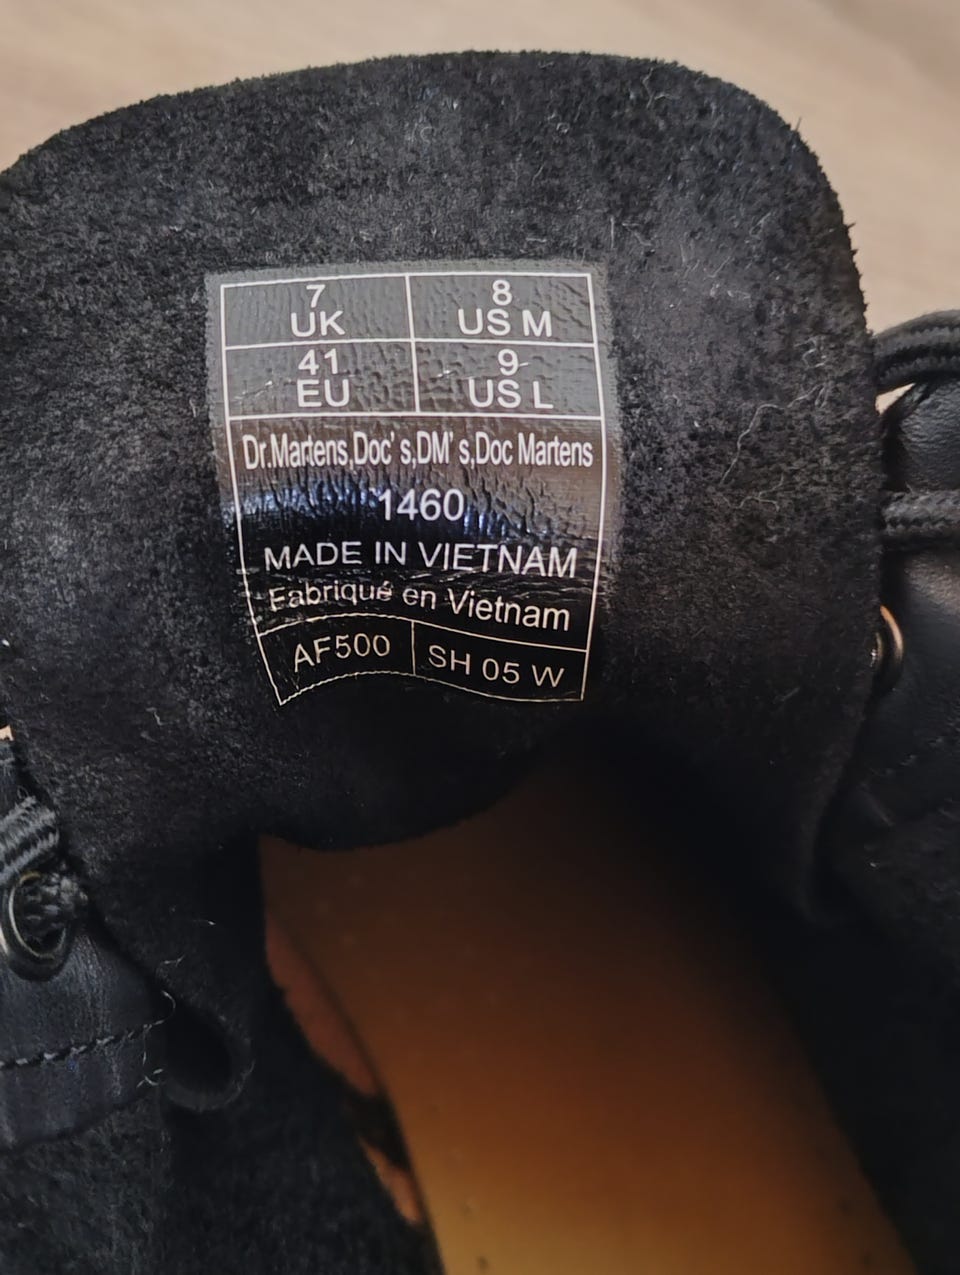 7 8
UK US M
41 9
EU US L
Dr.Martens,Doc's,DM's,Doc Martens
1460
MADE IN VIETNAM
Fabriqué en Vietnam
AF500 SH 05 W